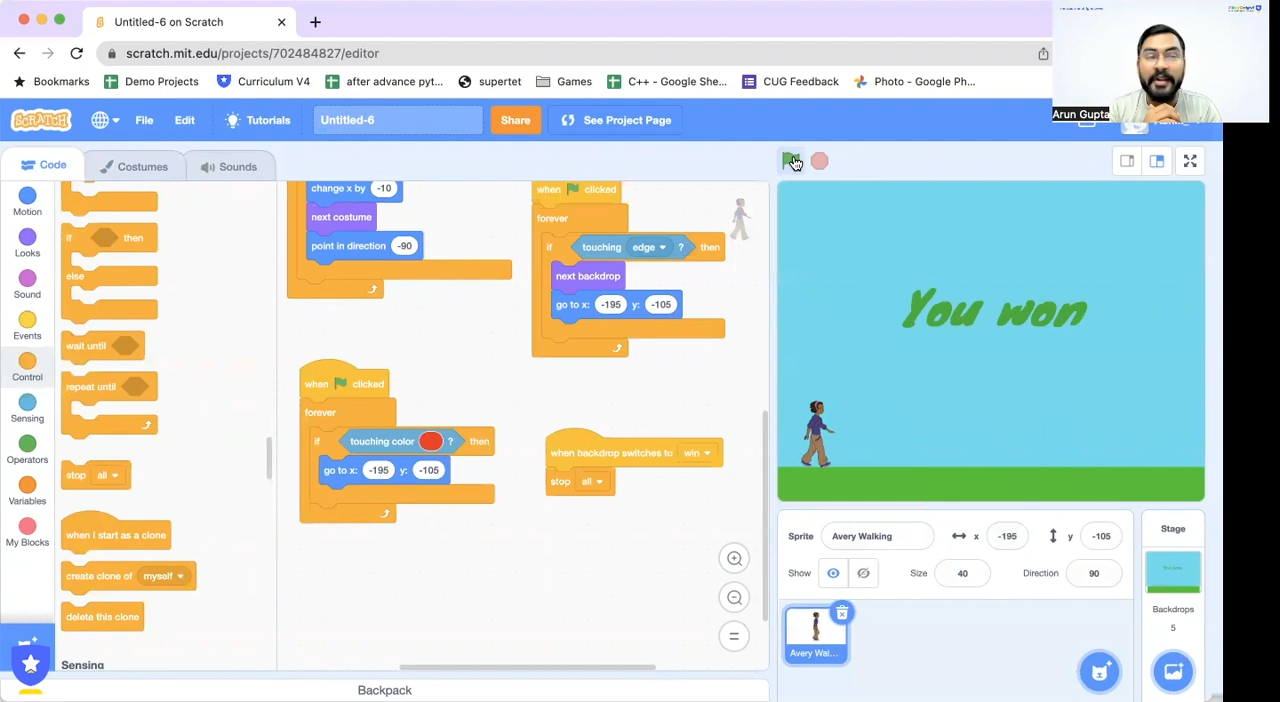 Untitled-6 on Scratch
scratch.mit.edu/projects/702484827/editor
Bookmarks Demo Projects Curriculum V4 after advance pyt... supertet Games C++ - Google She... CUG Feedback Photo - Google Ph...
Arun Gupta
SCRATCH File Edit Tutorials Untitled-6 Share See Project Page
Code Costumes Sounds
Motion
Looks
Sound
Events
Control
Sensing
Operators
Variables
My Blocks
if then
else
wait until
repeat until
stop all
when I start as a clone
create clone of myself
delete this clone
Sensing
change x by -10
next costume
point in direction -90
when clicked
forever
if touching edge ? then
next backdrop
go to x: -195 y: -105
when clicked
forever
if touching color ? then
go to x: -195 y: -105
when backdrop switches to win
stop all
Backpack
You won
Sprite Avery Walking x -195 y -105
Show Size 40 Direction 90
Avery Wal...
Stage
Backdrops
5